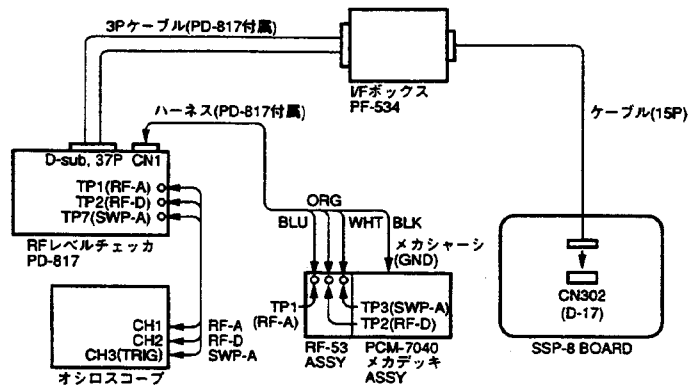 3Pケーブル(PD-817付属)
I/Fボックス
PF-534
ハーネス(PD-817付属)
ケーブル(15P)
D-sub, 37P CN1
TP1(RF-A)
TP2(RF-D)
TP7(SWP-A)
RFレベルチェッカ
PD-817
ORG
BLU
WHT
BLK
メカシャーシ
(GND)
CN302
(D-17)
SSP-8 BOARD
TP1
(RF-A)
TP3(SWP-A)
TP2(RF-D)
RF-53
ASSY
PCM-7040
メカデッキ
ASSY
CH1
CH2
CH3(TRIG)
RF-A
RF-D
SWP-A
オシロスコープ